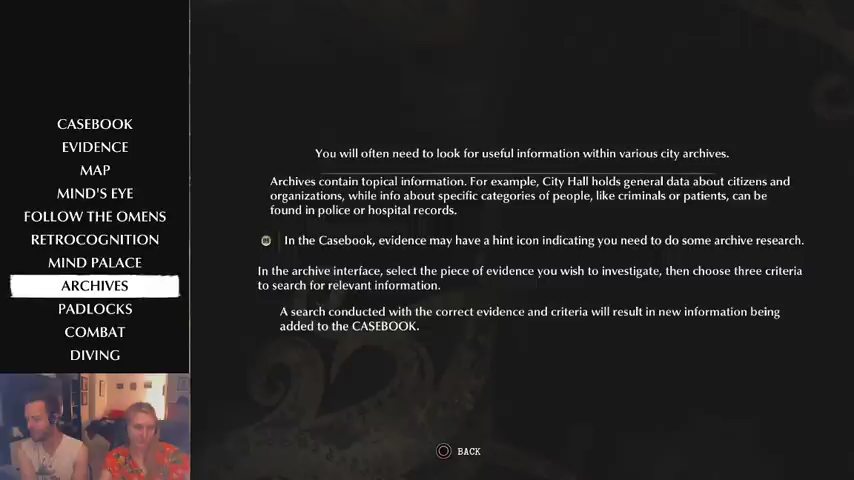 CASEBOOK
EVIDENCE
MAP
MIND'S EYE
FOLLOW THE OMENS
RETROCOGNITION
MIND PALACE
ARCHIVES
PADLOCKS
COMBAT
DIVING
You will often need to look for useful information within various city archives.
Archives contain topical information. For example, City Hall holds general data about citizens and
organizations, while info about specific categories of people, like criminals or patients, can be
found in police or hospital records.
In the Casebook, evidence may have a hint icon indicating you need to do some archive research.
In the archive interface, select the piece of evidence you wish to investigate, then choose three criteria
to search for relevant information.
A search conducted with the correct evidence and criteria will result in new information being
added to the CASEBOOK.
BACK